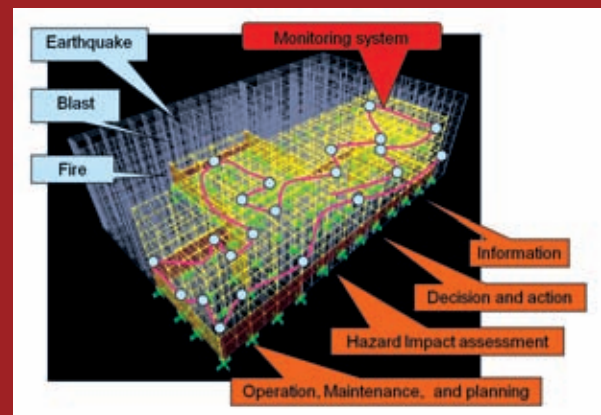 Earthquake
Monitoring system
Blast
Fire
Information
Decision and action
Hazard Impact assessment
Operation, Maintenance, and planning